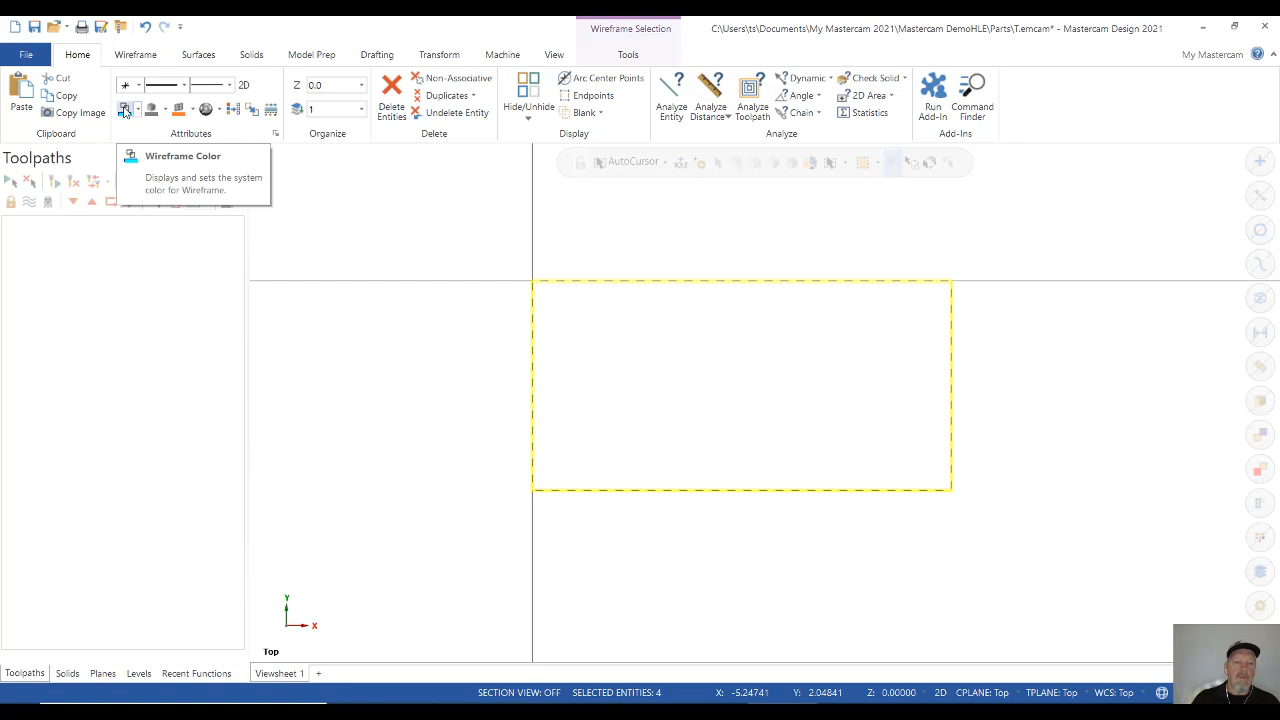 Wireframe Selection
C:\Users\ts\Documents\My Mastercam 2021\Mastercam DemoHLE\Parts\T.emcam* - Mastercam Design 2021
File
Home
Wireframe
Surfaces
Solids
Model Prep
Drafting
Transform
Machine
View
Tools
My Mastercam
Paste
Cut
Copy
Copy Image
Clipboard
2D
Attributes
Z 0.0
1
Organize
Delete
Entities
Non-Associative
Duplicates
Undelete Entity
Delete
Hide/Unhide
Arc Center Points
Endpoints
Blank
Display
Analyze
Entity
Analyze
Distance
Analyze
Toolpath
Dynamic
Angle
Chain
Check Solid
2D Area
Statistics
Analyze
Run
Add-In
Command
Finder
Add-Ins
Toolpaths
Wireframe Color
Displays and sets the system
color for Wireframe.
AutoCursor
Y
X
Top
Toolpaths
Solids
Planes
Levels
Recent Functions
Viewsheet 1
+
SECTION VIEW: OFF
SELECTED ENTITIES: 4
X: -5.24741
Y: 2.04841
Z: 0.00000
2D
CPLANE: Top
TPLANE: Top
WCS: Top